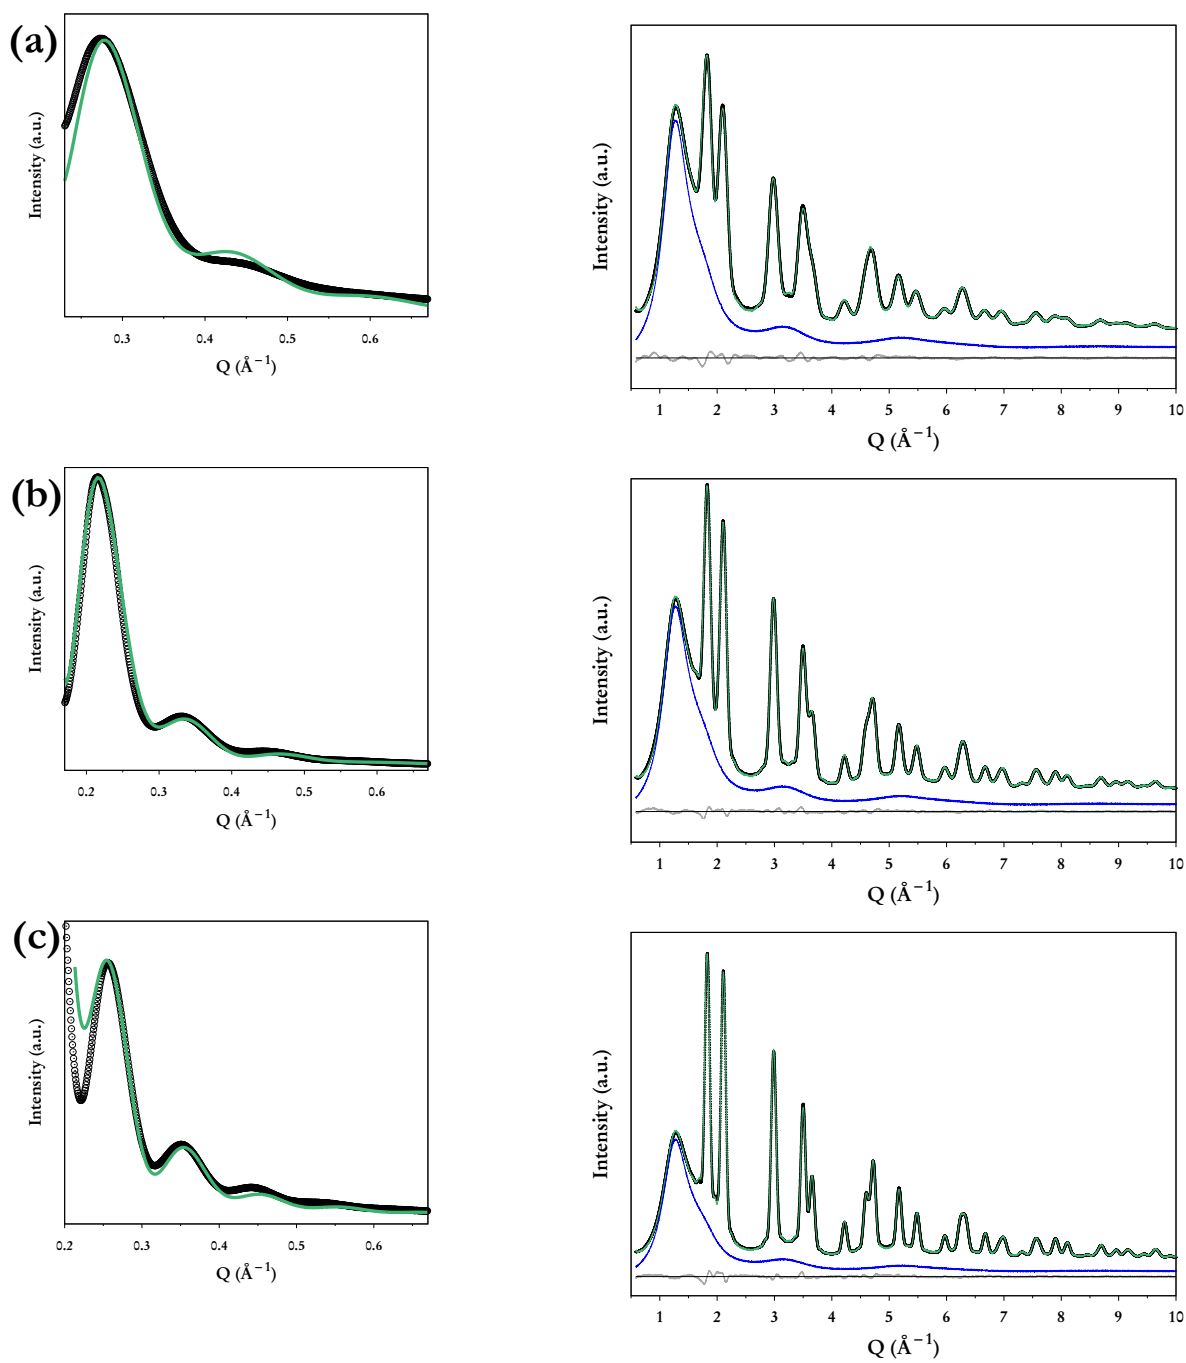 (a)
Intensity (a.u.)
0.3 0.4 0.5 0.6
Q (Å⁻¹)
Intensity (a.u.)
1 2 3 4 5 6 7 8 9 10
Q (Å⁻¹)
(b)
Intensity (a.u.)
0.2 0.3 0.4 0.5 0.6
Q (Å⁻¹)
Intensity (a.u.)
1 2 3 4 5 6 7 8 9 10
Q (Å⁻¹)
(c)
Intensity (a.u.)
0.2 0.3 0.4 0.5 0.6
Q (Å⁻¹)
Intensity (a.u.)
1 2 3 4 5 6 7 8 9 10
Q (Å⁻¹)